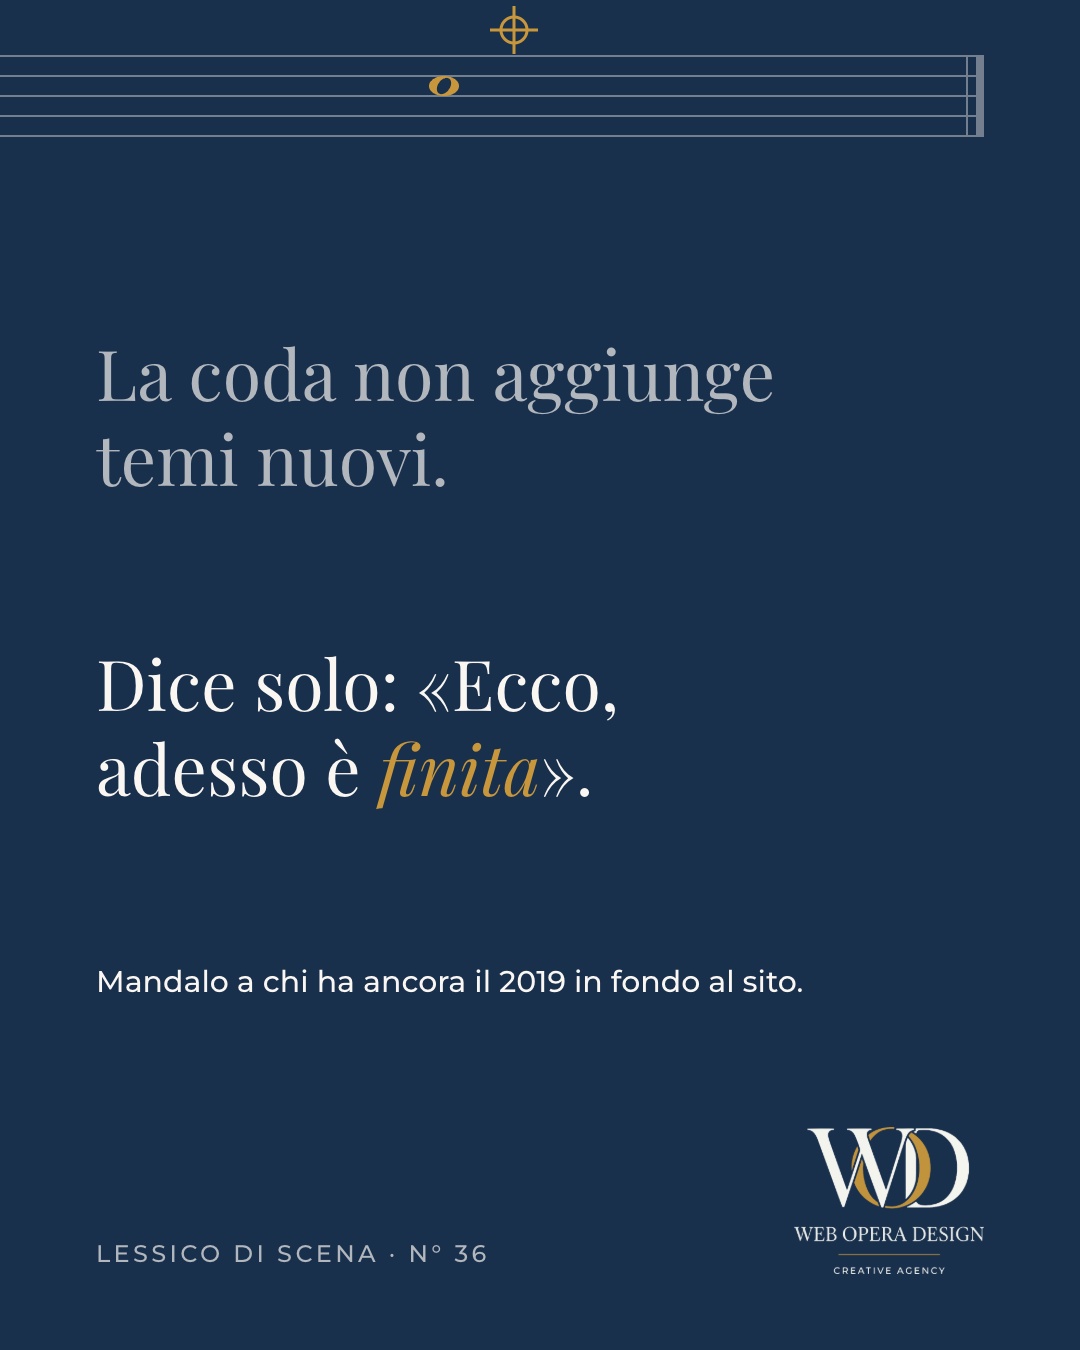 La coda non aggiunge
temi nuovi.
Dice solo: «Ecco,
adesso è finita».
Mandalo a chi ha ancora il 2019 in fondo al sito.
LESSICO DI SCENA · N° 36
WOD
WEB OPERA DESIGN
CREATIVE AGENCY